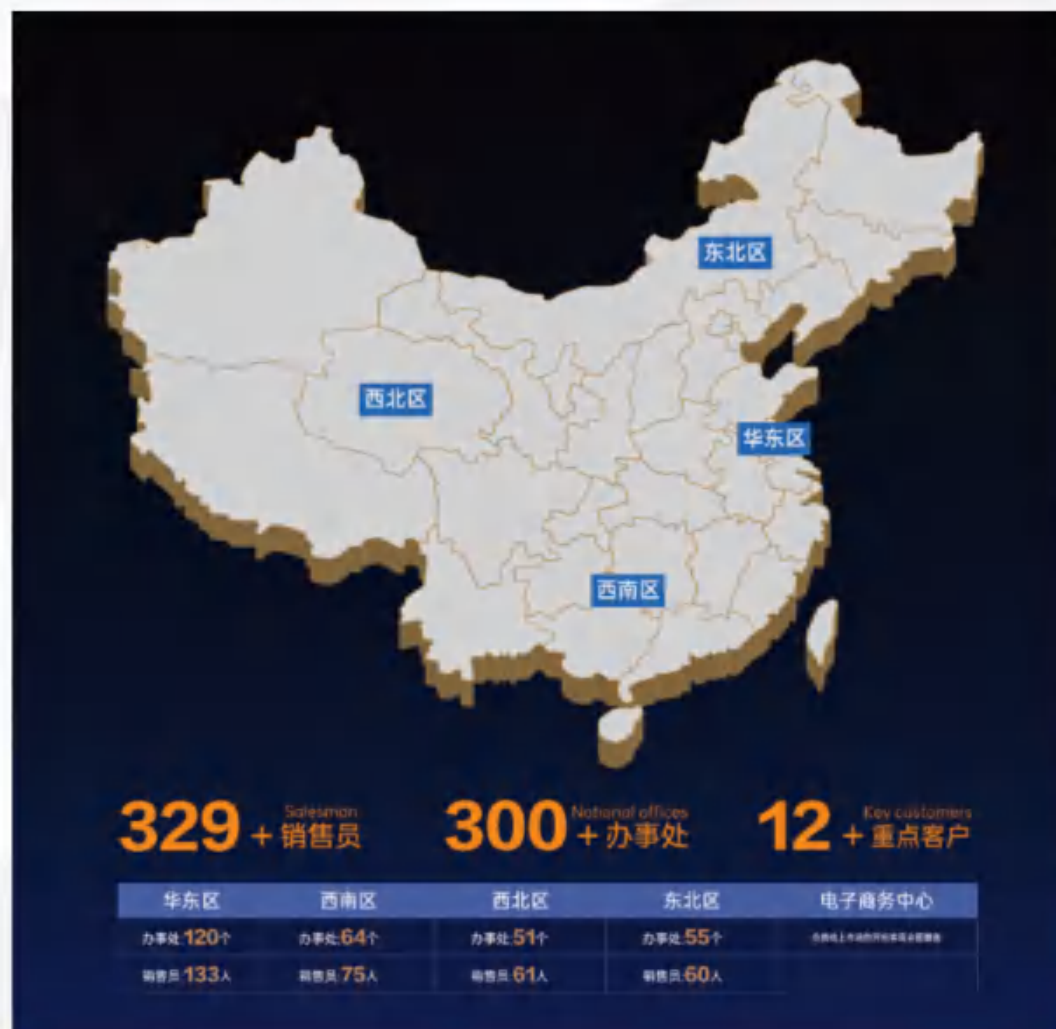 东北区
西北区
华东区
西南区
329 + Salesman 销售员
300 + National offices 办事处
12 + Key customers 重点客户
华东区 西南区 西北区 东北区 电子商务中心
办事处:120个 办事处:64个 办事处:51个 办事处:55个
销售员:133人 销售员:75人 销售员:61人 销售员:60人